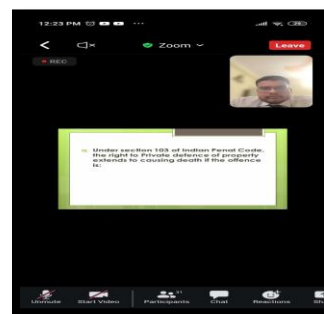 12:23 PM
Zoom
Leave
REC
Under section 103 of Indian Penal Code,
the right to Private defence of property
extends to causing death if the offence
is:
Unmute
Start Video
31
Participants
Chat
Reactions